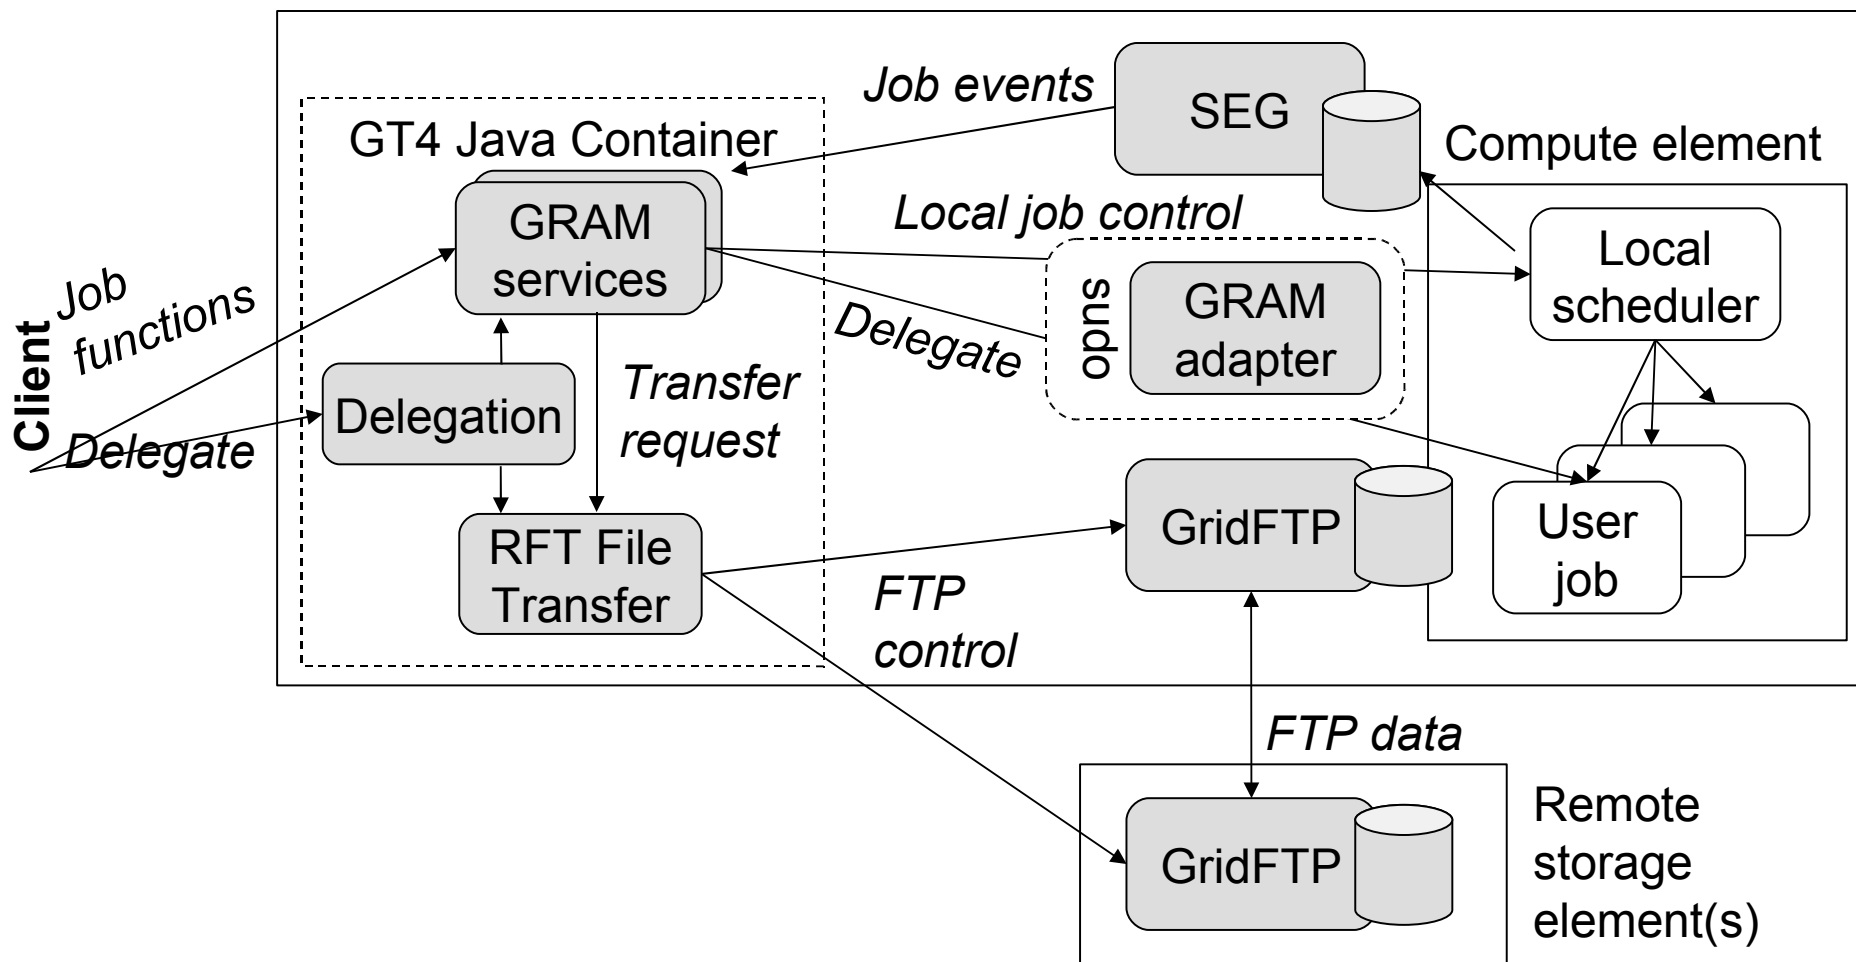 Job events
SEG
GT4 Java Container
Compute element
GRAM
services
Local job control
Local
scheduler
sudo
GRAM
adapter
Job
functions
Delegate
Client
Delegate
Delegation
Transfer
request
User
job
GridFTP
RFT File
Transfer
FTP
control
FTP data
GridFTP
Remote
storage
element(s)